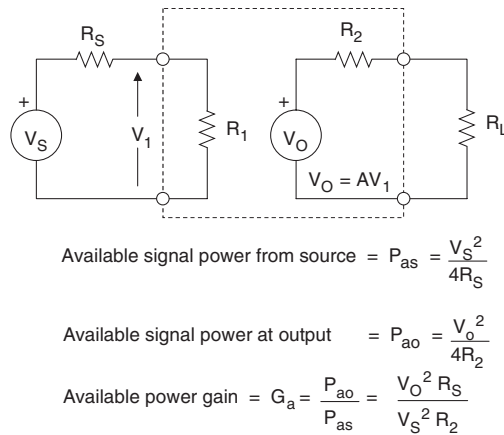 R_S
R_2
+
V_S
V_1
R_1
+
V_O
R_L
V_O = AV_1
Available signal power from source = P_as = V_S^2 / 4R_S
Available signal power at output = P_ao = V_o^2 / 4R_2
Available power gain = G_a = P_ao / P_as = V_O^2 R_S / V_S^2 R_2